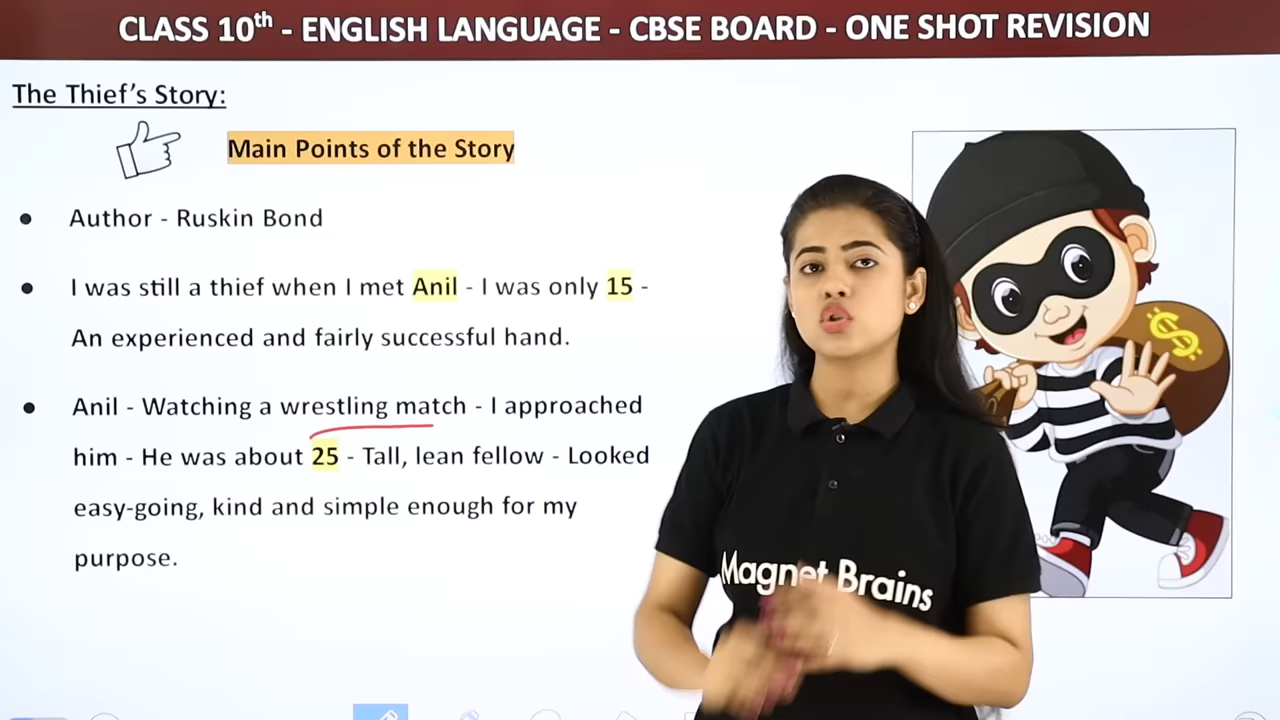 CLASS 10th - ENGLISH LANGUAGE - CBSE BOARD - ONE SHOT REVISION
The Thief's Story:
Main Points of the Story
● Author - Ruskin Bond
● I was still a thief when I met Anil - I was only 15 -
An experienced and fairly successful hand.
● Anil - Watching a wrestling match - I approached
him - He was about 25 - Tall, lean fellow - Looked
easy-going, kind and simple enough for my
purpose.
$
Magnet Brains